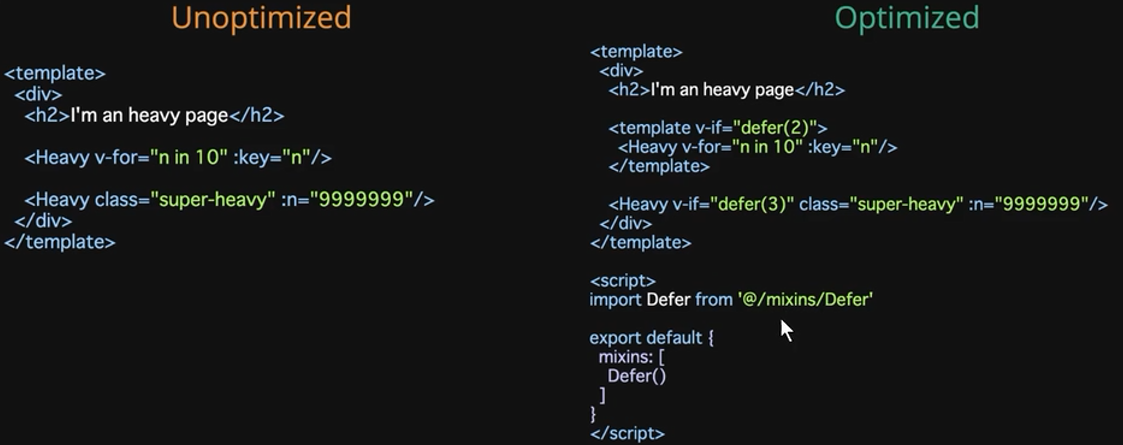 Unoptimized
<template>
<div>
<h2>I'm an heavy page</h2>
<Heavy v-for="n in 10" :key="n"/>
<Heavy class="super-heavy" :n="9999999"/>
</div>
</template>
Optimized
<template>
<div>
<h2>I'm an heavy page</h2>
<template v-if="defer(2)">
<Heavy v-for="n in 10" :key="n"/>
</template>
<Heavy v-if="defer(3)" class="super-heavy" :n="9999999"/>
</div>
</template>
<script>
import Defer from '@/mixins/Defer'
export default {
mixins: [
Defer()
]
}
</script>